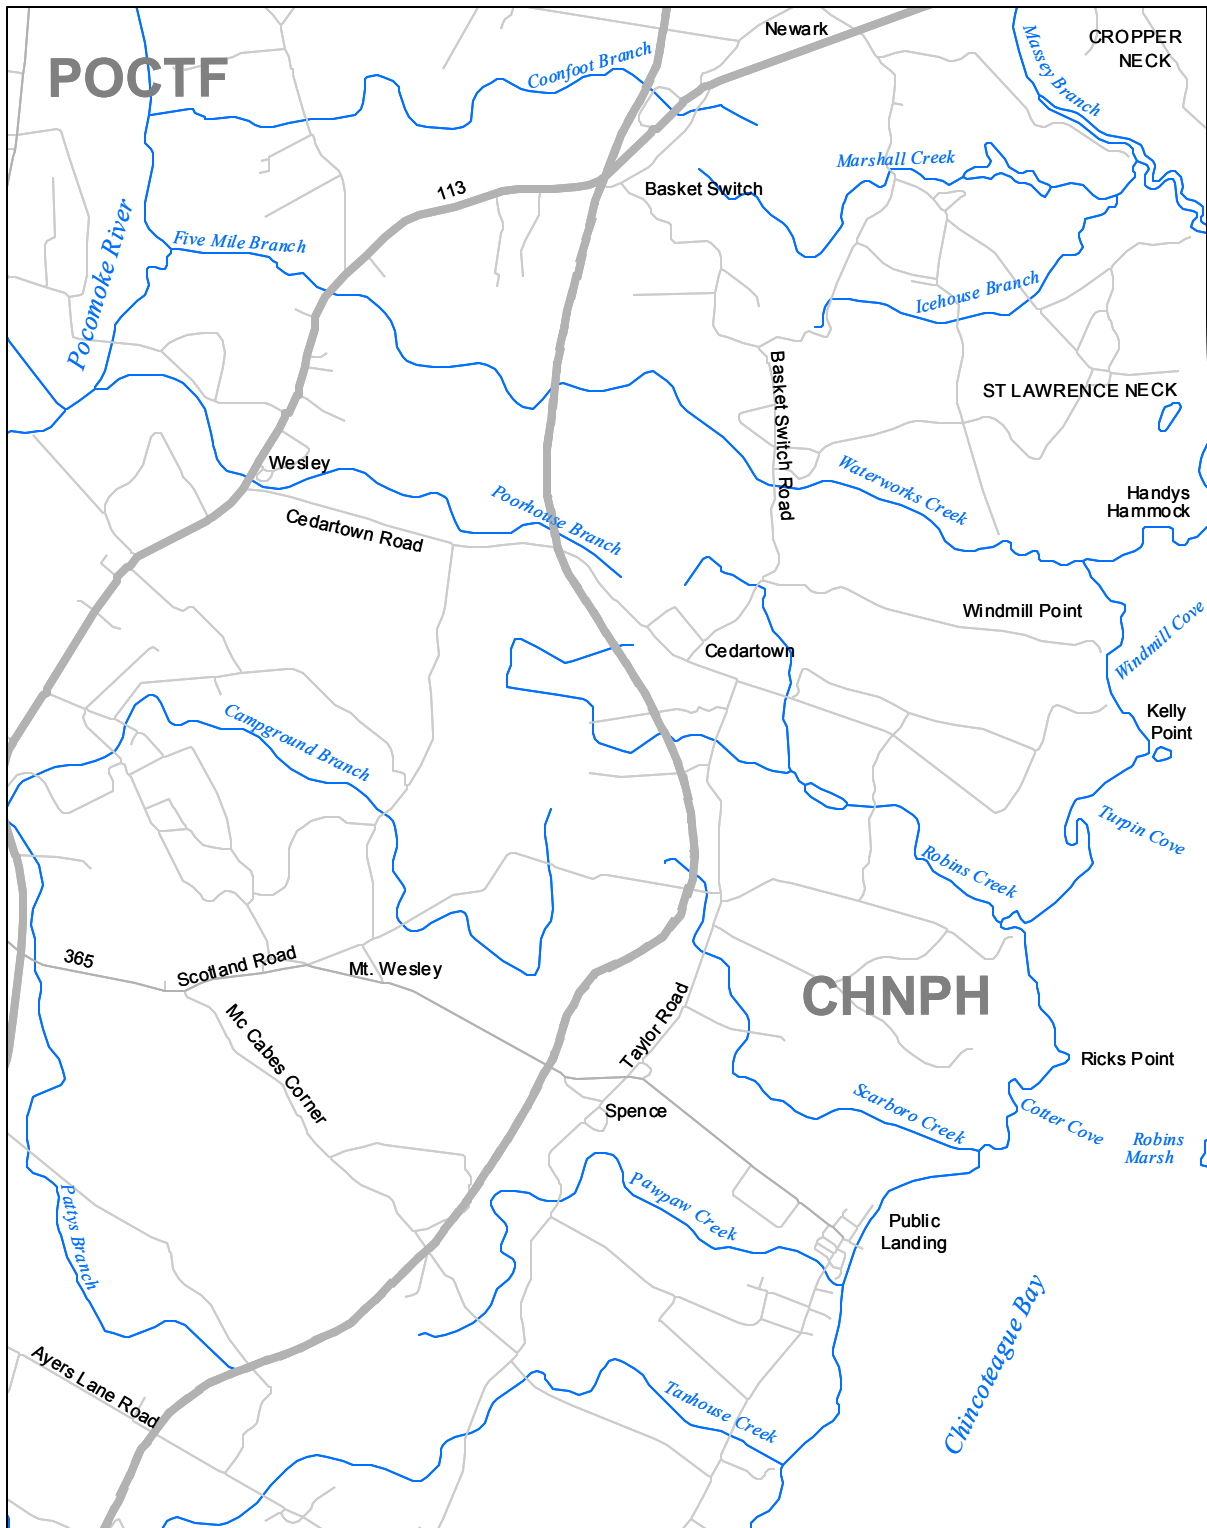 Newark
CROPPER
NECK
Massey Branch
POCTF
Coonfoot Branch
Marshall Creek
113
Basket Switch
Pocomoke River
Five Mile Branch
Icehouse Branch
ST LAWRENCE NECK
Basket Switch Road
Wesley
Waterworks Creek
Handys
Hammock
Poorhouse Branch
Cedartown Road
Windmill Point
Windmill Cove
Cedartown
Campground Branch
Kelly
Point
Turpin Cove
Robins Creek
365
Scotland Road
Mt. Wesley
CHNPH
Mc Cabes Corner
Taylor Road
Ricks Point
Spence
Scarboro Creek
Cotter Cove
Robins
Marsh
Pattys Branch
Pawpaw Creek
Public
Landing
Chincoteague Bay
Ayers Lane Road
Tanhouse Creek